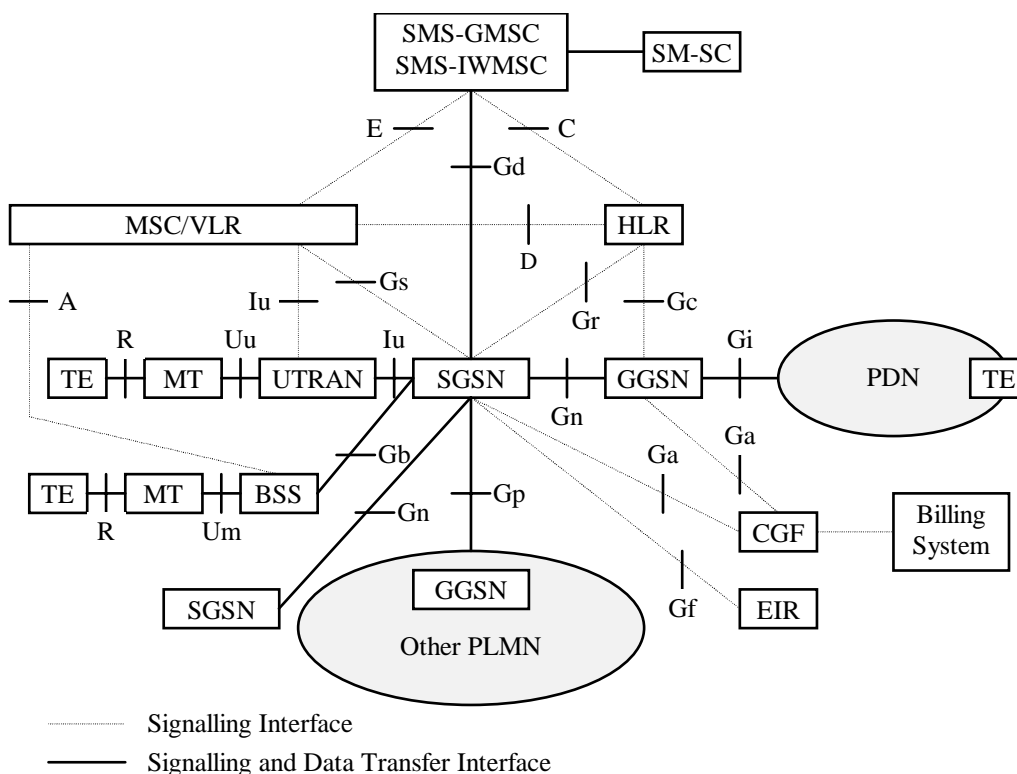 SMS-GMSC
SMS-IWMSC
SM-SC
E
C
Gd
MSC/VLR
HLR
D
A
Iu
Gs
Gr
Gc
R
Uu
Iu
Gi
TE
MT
UTRAN
SGSN
GGSN
PDN
TE
Gn
Gb
Ga
Ga
TE
MT
BSS
Gn
Gp
R
Um
CGF
Billing
System
GGSN
Gf
EIR
SGSN
Other PLMN
Signalling Interface
Signalling and Data Transfer Interface